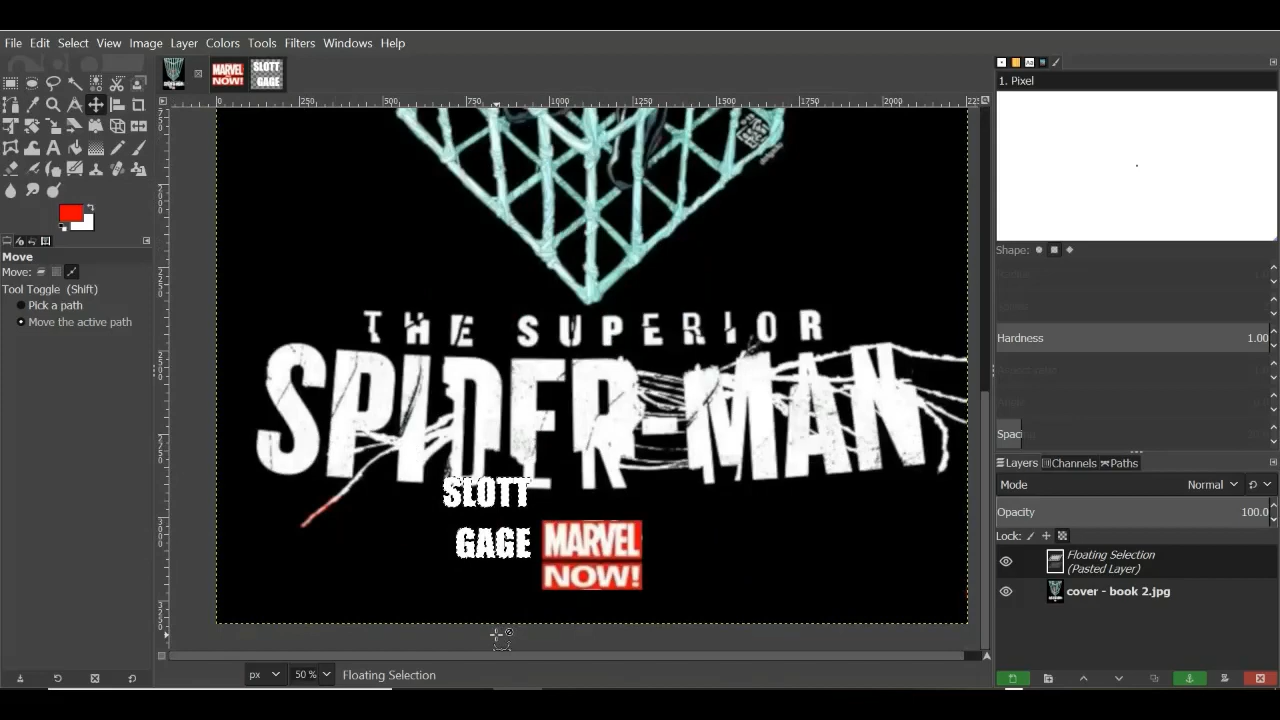 File Edit Select View Image Layer Colors Tools Filters Windows Help
MARVEL NOW!
SLOTT GAGE
0 250 500 750 1000 1250 1500 1750 2000 225
1. Pixel
Move
Move:
Tool Toggle (Shift)
Pick a path
Move the active path
THE SUPERIOR
SPIDER-MAN
SLOTT
GAGE
MARVEL
NOW!
Shape:
Hardness 1.00
Spaci
Layers Channels Paths
Mode Normal
Opacity 100.0
Lock:
Floating Selection
(Pasted Layer)
cover - book 2.jpg
px 50 % Floating Selection